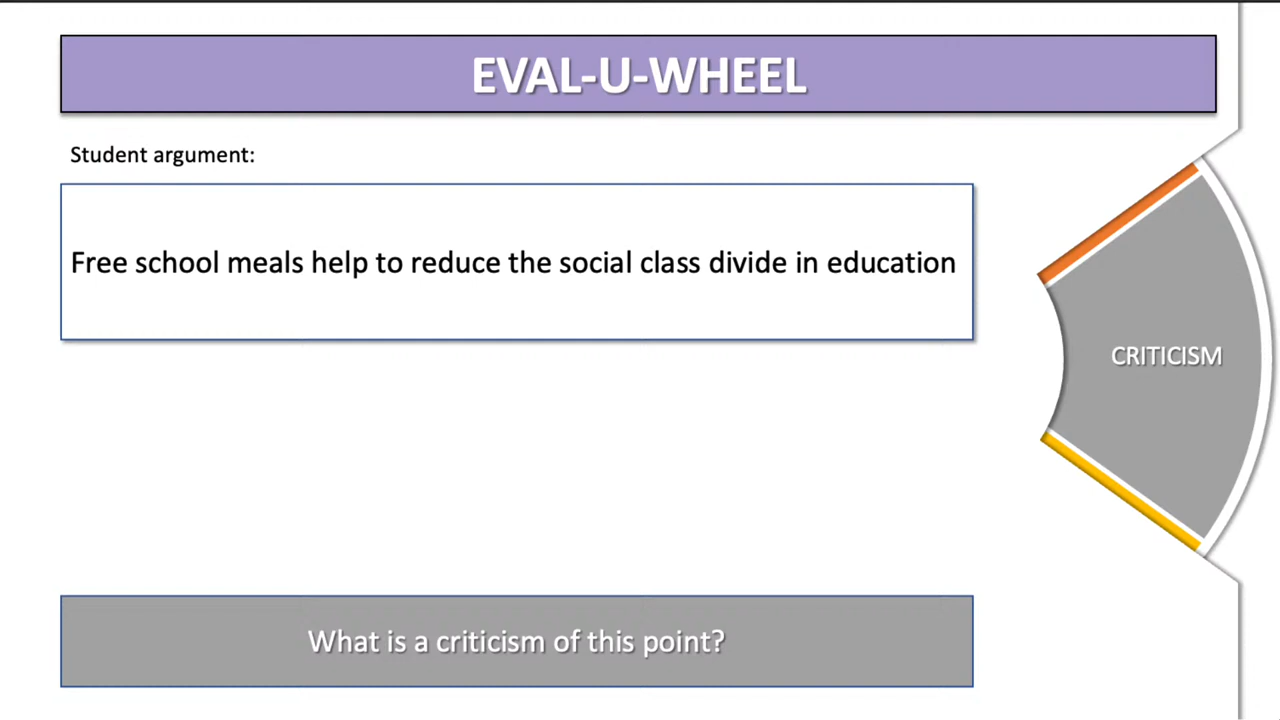 EVAL-U-WHEEL
Student argument:
Free school meals help to reduce the social class divide in education
CRITICISM
What is a criticism of this point?